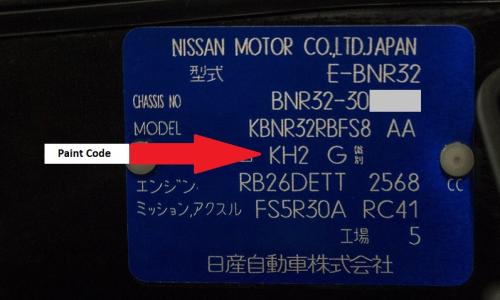 NISSAN MOTOR CO.,LTD.JAPAN
型式 E-BNR32
CHASSIS NO BNR32-30
MODEL KBNR32RBFS8 AA
Paint Code KH2 G
エンジン RB26DETT 2568 CC
ミッション,アクスル FS5R30A RC41
工場 5
日産自動車株式会社